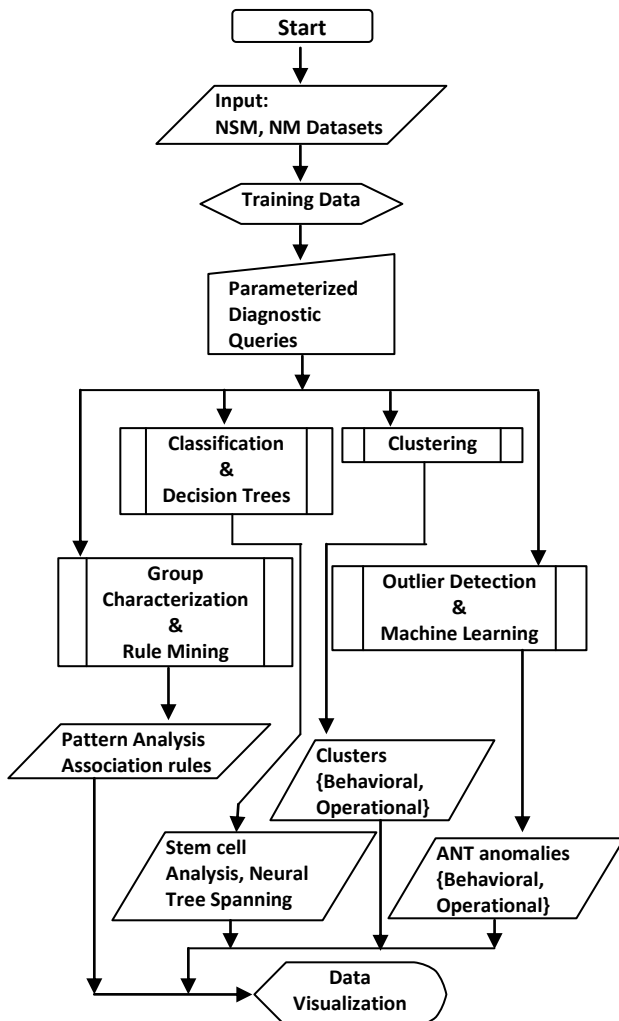 Start
Input:
NSM, NM Datasets
Training Data
Parameterized
Diagnostic
Queries
Classification
&
Decision Trees
Clustering
Group
Characterization
&
Rule Mining
Outlier Detection
&
Machine Learning
Pattern Analysis
Association rules
Clusters
{Behavioral,
Operational}
Stem cell
Analysis, Neural
Tree Spanning
ANT anomalies
{Behavioral,
Operational}
Data
Visualization